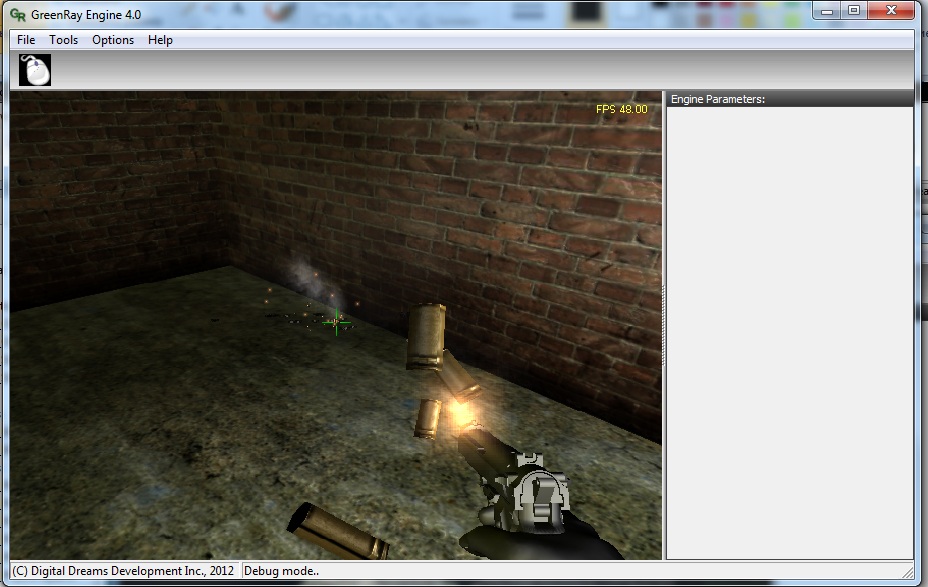 GR GreenRay Engine 4.0
File Tools Options Help
FPS 48.00
Engine Parameters:
(C) Digital Dreams Development Inc., 2012 Debug mode..